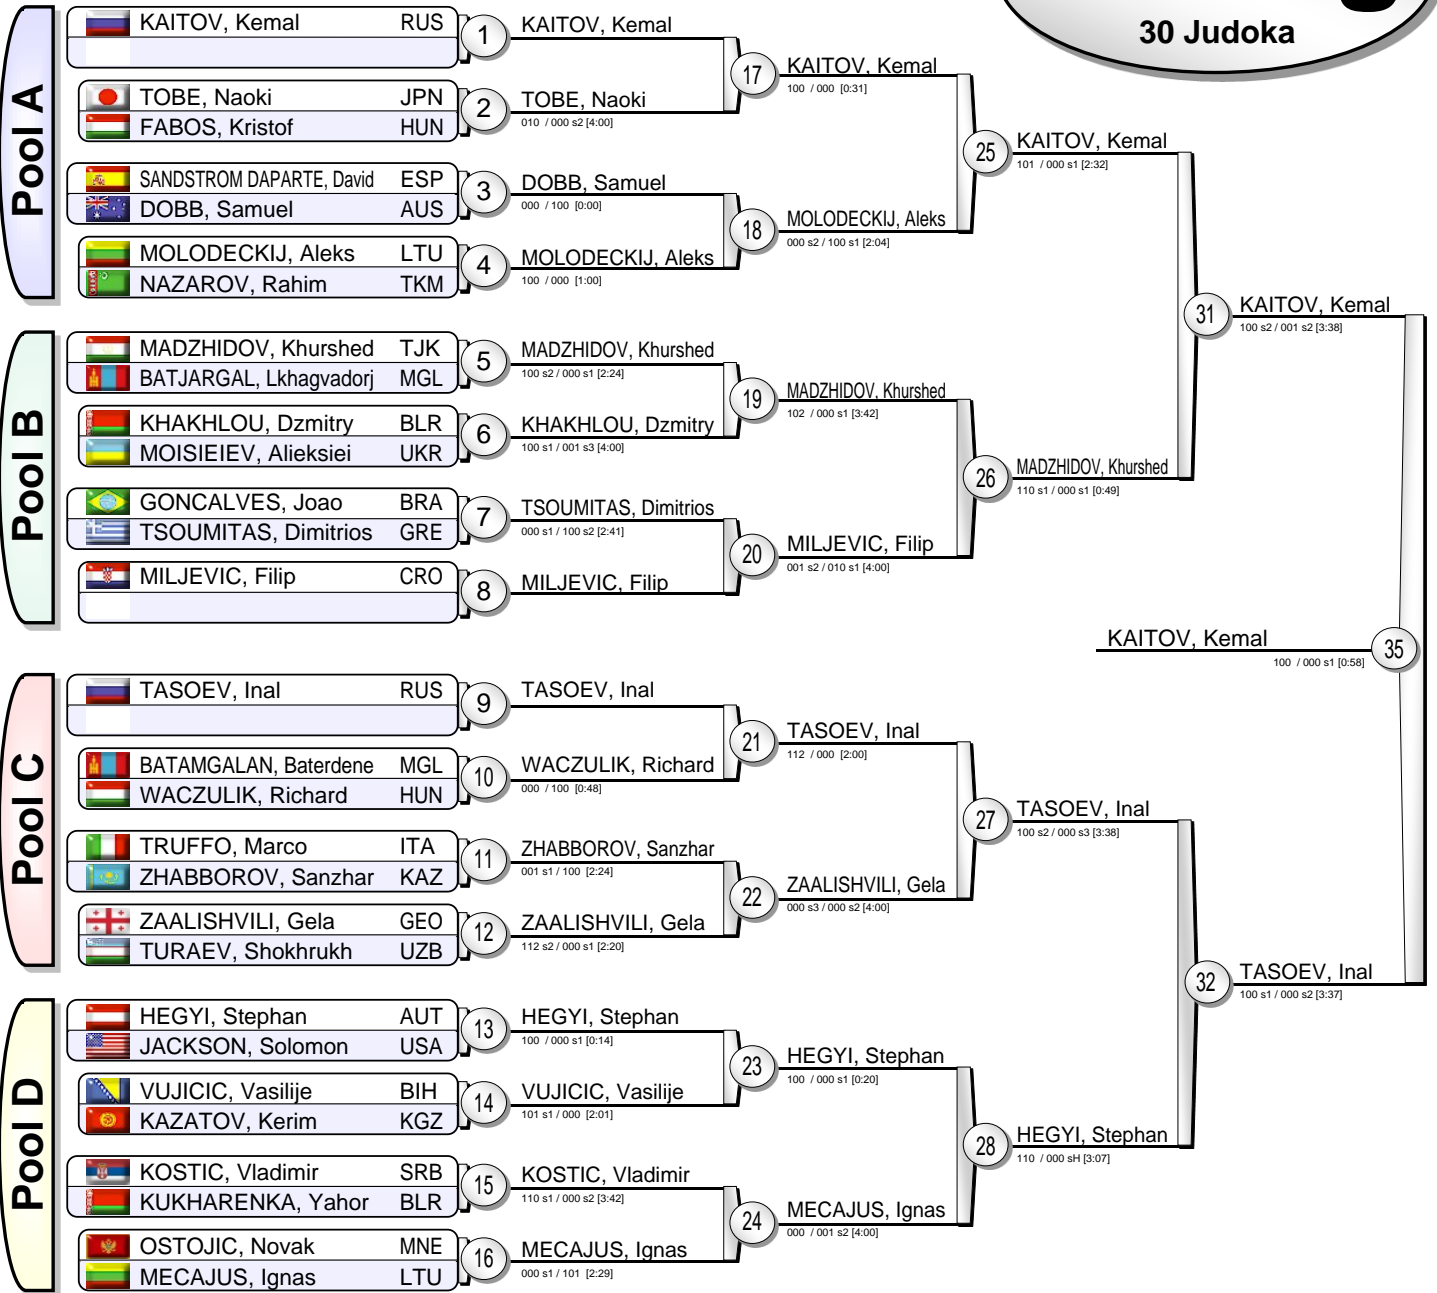 30 Judoka
Pool A
KAITOV, Kemal RUS
1
KAITOV, Kemal
TOBE, Naoki JPN
FABOS, Kristof HUN
2
TOBE, Naoki
010 / 000 s2 [4:00]
17
KAITOV, Kemal
100 / 000 [0:31]
SANDSTROM DAPARTE, David ESP
DOBB, Samuel AUS
3
DOBB, Samuel
000 / 100 [0:00]
MOLODECKIJ, Aleks LTU
NAZAROV, Rahim TKM
4
MOLODECKIJ, Aleks
100 / 000 [1:00]
18
MOLODECKIJ, Aleks
000 s2 / 100 s1 [2:04]
25
KAITOV, Kemal
101 / 000 s1 [2:32]
Pool B
MADZHIDOV, Khurshed TJK
BATJARGAL, Lkhagvadorj MGL
5
MADZHIDOV, Khurshed
100 s2 / 000 s1 [2:24]
KHAKHLOU, Dzmitry BLR
MOISIEIEV, Alieksiei UKR
6
KHAKHLOU, Dzmitry
100 s1 / 001 s3 [4:00]
19
MADZHIDOV, Khurshed
102 / 000 s1 [3:42]
GONCALVES, Joao BRA
TSOUMITAS, Dimitrios GRE
7
TSOUMITAS, Dimitrios
000 s1 / 100 s2 [2:41]
MILJEVIC, Filip CRO
8
MILJEVIC, Filip
20
MILJEVIC, Filip
001 s2 / 010 s1 [4:00]
26
MADZHIDOV, Khurshed
110 s1 / 000 s1 [0:49]
31
KAITOV, Kemal
100 s2 / 001 s2 [3:38]
KAITOV, Kemal
100 / 000 s1 [0:58]
35
Pool C
TASOEV, Inal RUS
9
TASOEV, Inal
BATAMGALAN, Baterdene MGL
WACZULIK, Richard HUN
10
WACZULIK, Richard
000 / 100 [0:48]
21
TASOEV, Inal
112 / 000 [2:00]
TRUFFO, Marco ITA
ZHABBOROV, Sanzhar KAZ
11
ZHABBOROV, Sanzhar
001 s1 / 100 [2:24]
ZAALISHVILI, Gela GEO
TURAEV, Shokhrukh UZB
12
ZAALISHVILI, Gela
112 s2 / 000 s1 [2:20]
22
ZAALISHVILI, Gela
000 s3 / 000 s2 [4:00]
27
TASOEV, Inal
100 s2 / 000 s3 [3:38]
Pool D
HEGYI, Stephan AUT
JACKSON, Solomon USA
13
HEGYI, Stephan
100 / 000 s1 [0:14]
VUJICIC, Vasilije BIH
KAZATOV, Kerim KGZ
14
VUJICIC, Vasilije
101 s1 / 000 [2:01]
23
HEGYI, Stephan
100 / 000 s1 [0:20]
KOSTIC, Vladimir SRB
KUKHARENKA, Yahor BLR
15
KOSTIC, Vladimir
110 s1 / 000 s2 [3:42]
OSTOJIC, Novak MNE
MECAJUS, Ignas LTU
16
MECAJUS, Ignas
000 s1 / 101 [2:29]
24
MECAJUS, Ignas
000 / 001 s2 [4:00]
28
HEGYI, Stephan
110 / 000 sH [3:07]
32
TASOEV, Inal
100 s1 / 000 s2 [3:37]